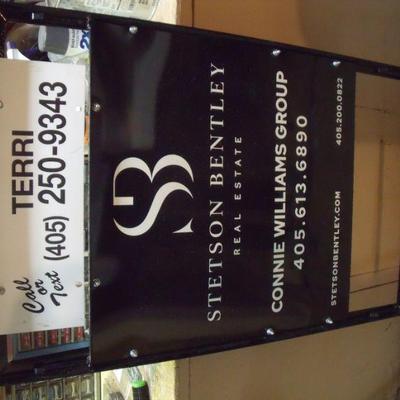 TERRI
Call or Text (405) 250-9343
SB
STETSON BENTLEY
REAL ESTATE
CONNIE WILLIAMS GROUP
405.613.6890
STETSONBENTLEY.COM 405.200.0822